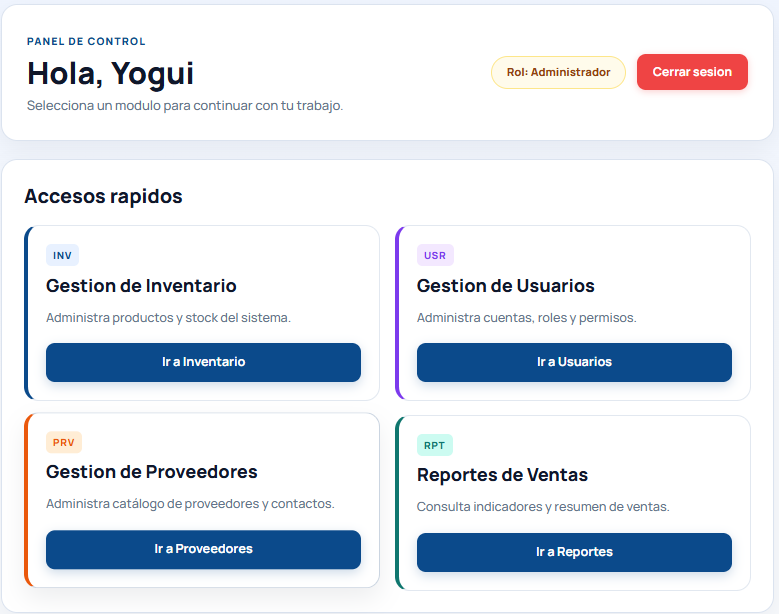 PANEL DE CONTROL
Hola, Yogui
Selecciona un modulo para continuar con tu trabajo.
Rol: Administrador
Cerrar sesion
Accesos rapidos
INV
Gestion de Inventario
Administra productos y stock del sistema.
Ir a Inventario
USR
Gestion de Usuarios
Administra cuentas, roles y permisos.
Ir a Usuarios
PRV
Gestion de Proveedores
Administra catálogo de proveedores y contactos.
Ir a Proveedores
RPT
Reportes de Ventas
Consulta indicadores y resumen de ventas.
Ir a Reportes